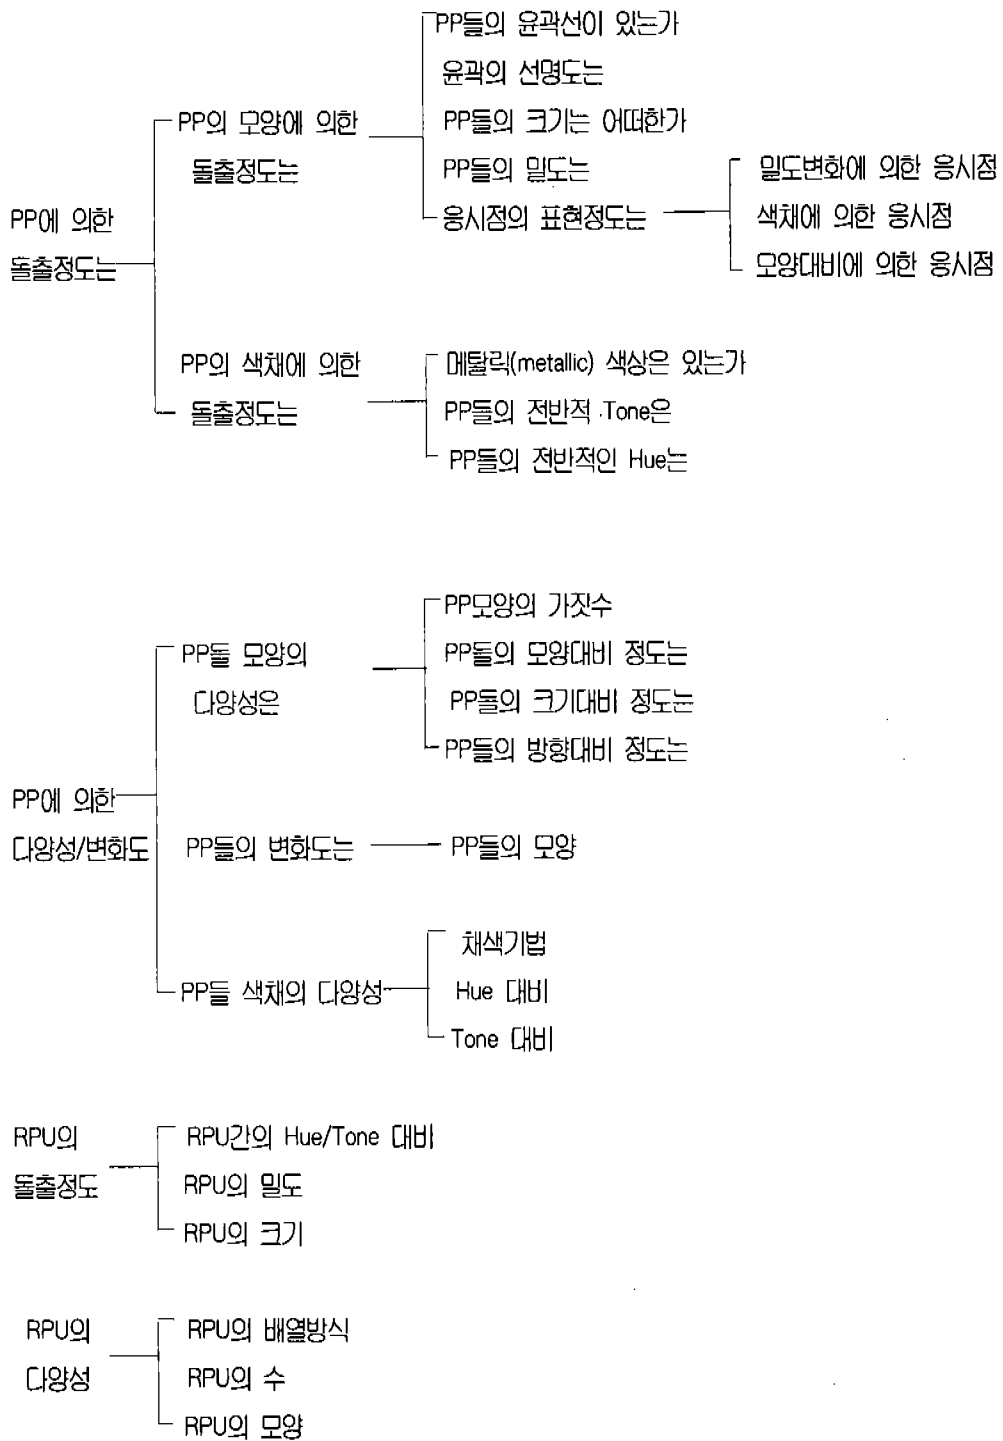 PP들의 윤곽선이 있는가
윤곽의 선명도는
PP의 모양에 의한
돌출정도는
PP들의 크기는 어떠한가
PP들의 밀도는
응시점의 표현정도는
밀도변화에 의한 응시점
색채에 의한 응시점
모양대비에 의한 응시점
PP에 의한
돌출정도는
PP의 색채에 의한
돌출정도는
메탈릭(metallic) 색상은 있는가
PP들의 전반적 Tone은
PP들의 전반적인 Hue는
PP모양의 가짓수
PP들 모양의
다양성은
PP들의 모양대비 정도는
PP들의 크기대비 정도는
PP들의 방향대비 정도는
PP에 의한
다양성/변화도
PP들의 변화도는
PP들의 모양
PP들 색채의 다양성
채색기법
Hue 대비
Tone 대비
RPU의
돌출정도
RPU간의 Hue/Tone 대비
RPU의 밀도
RPU의 크기
RPU의
다양성
RPU의 배열방식
RPU의 수
RPU의 모양